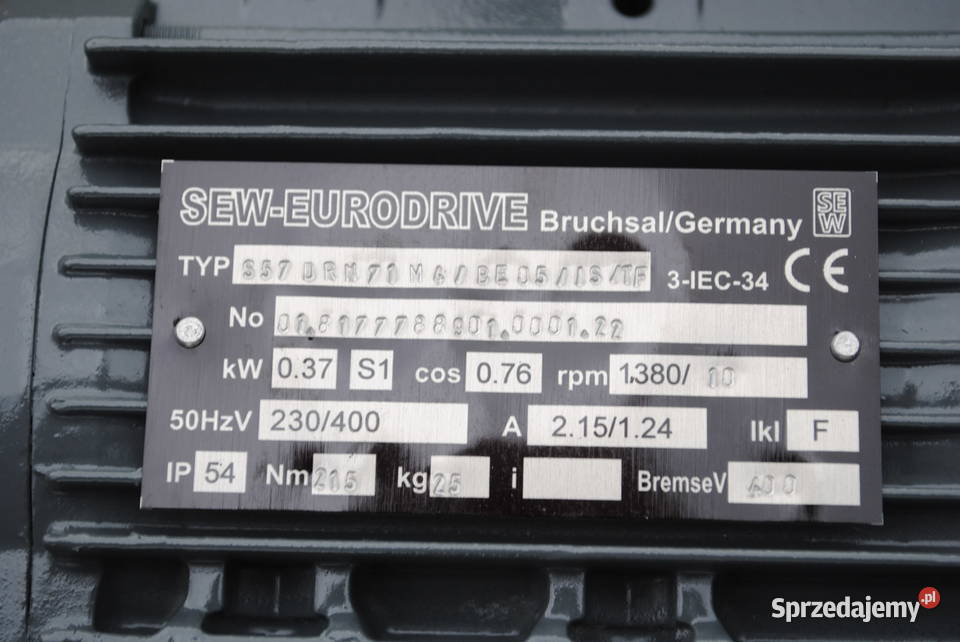 SEW-EURODRIVE Bruchsal/Germany SEW
TYP S57 DRN71M4/BE05/IS/TF 3-IEC-34 CE
No 01.8177788901.0001.22
kW 0.37 S1 cos 0.76 rpm 1380/ 10
50HzV 230/400 A 2.15/1.24 Ikl F
IP 54 Nm 215 kg 25 i BremseV 400
Sprzedajemy.pl